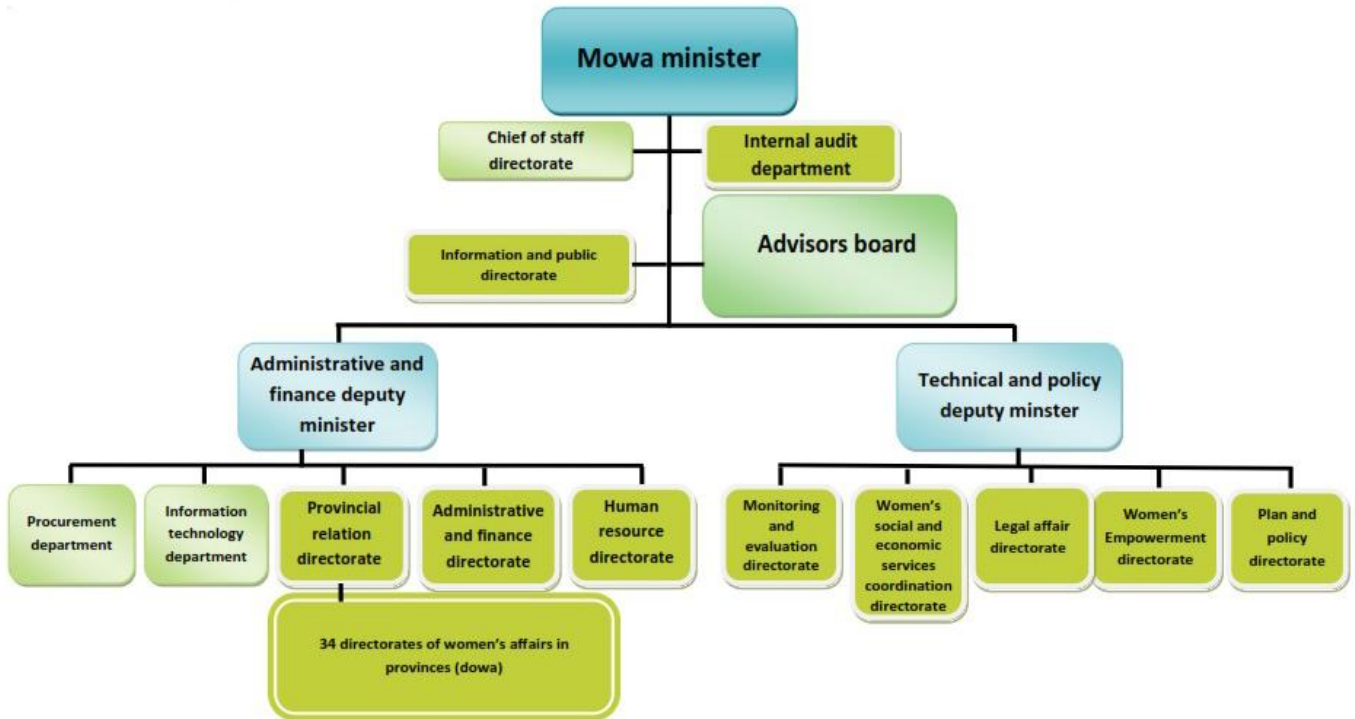 Mowa minister
Chief of staff
directorate
Internal audit
department
Information and public
directorate
Advisors board
Administrative and
finance deputy
minister
Technical and policy
deputy minster
Procurement
department
Information
technology
department
Provincial
relation
directorate
Administrative
and finance
directorate
Human
resource
directorate
Monitoring
and
evaluation
directorate
Women's
social and
economic
services
coordination
directorate
Legal affair
directorate
Women's
Empowerment
directorate
Plan and
policy
directorate
34 directorates of women's affairs in
provinces (dowa)